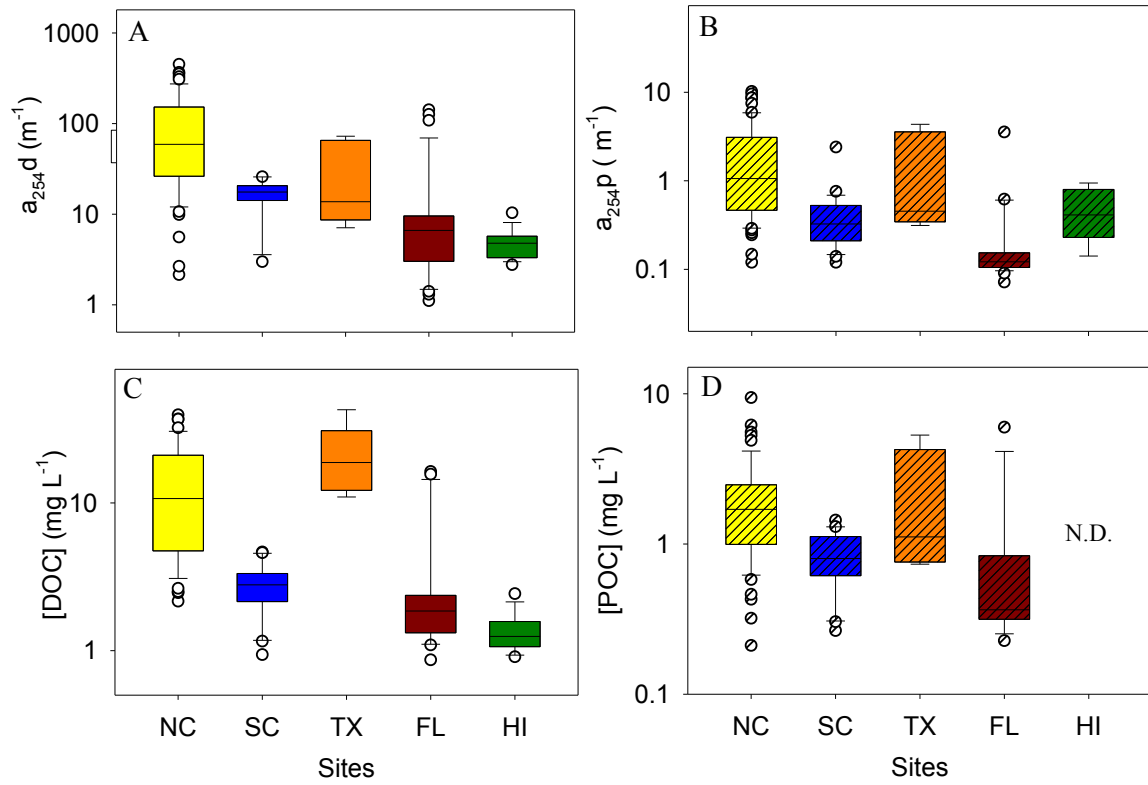 A
a₂₅₄d (m⁻¹)
1000
100
10
1
B
a₂₅₄p ( m⁻¹)
10
1
0.1
C
[DOC] (mg L⁻¹)
10
1
NC SC TX FL HI
Sites
D
[POC] (mg L⁻¹)
10
1
0.1
N.D.
NC SC TX FL HI
Sites